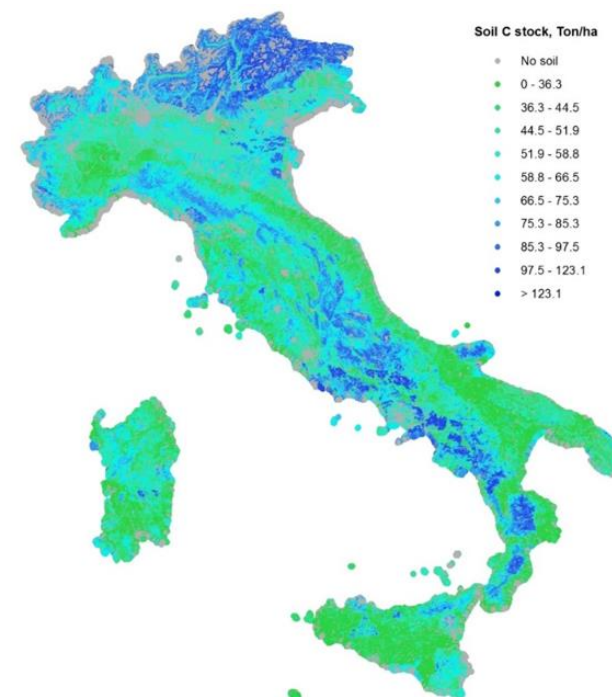 Soil C stock, Ton/ha
No soil
0 - 36.3
36.3 - 44.5
44.5 - 51.9
51.9 - 58.8
58.8 - 66.5
66.5 - 75.3
75.3 - 85.3
85.3 - 97.5
97.5 - 123.1
> 123.1